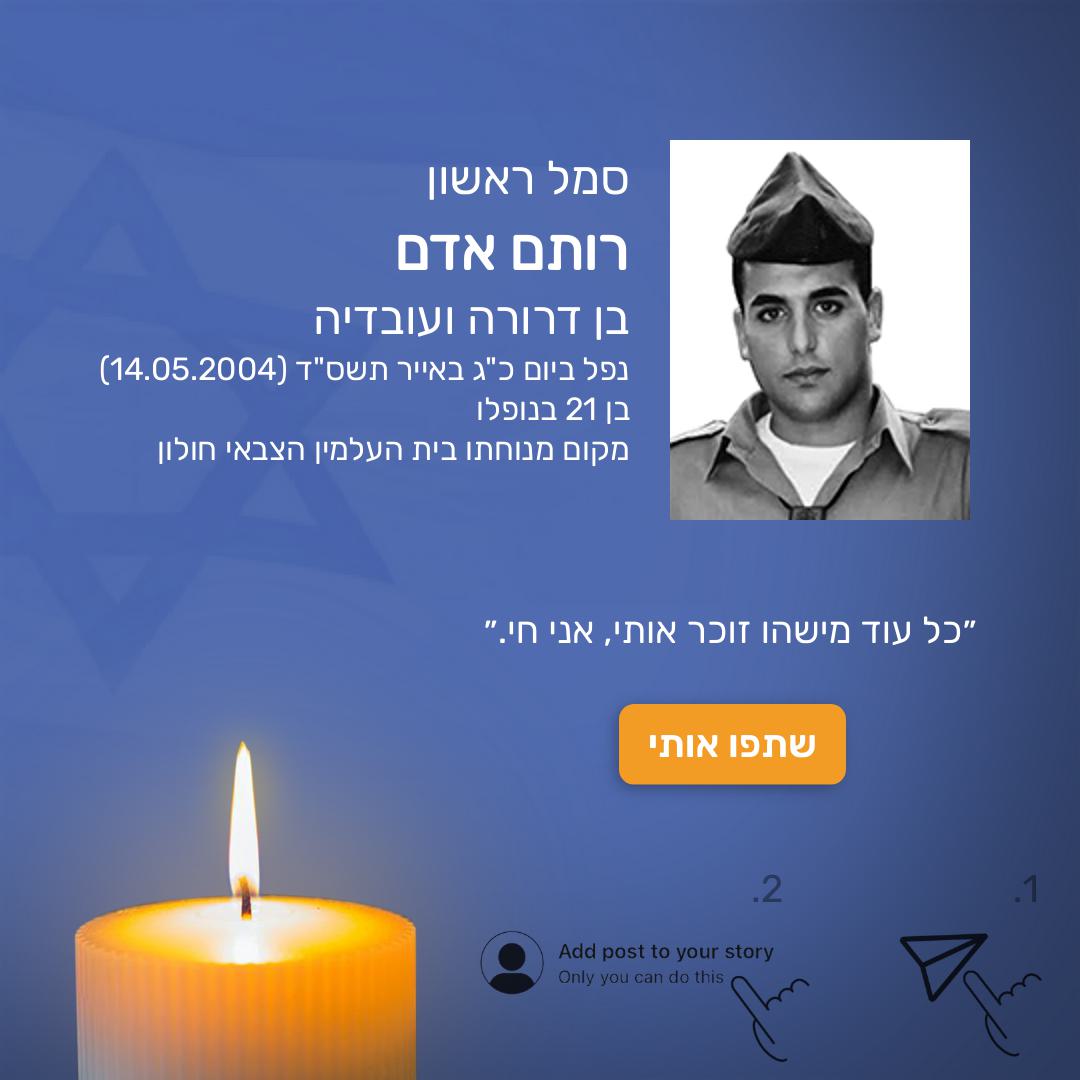 סמל ראשון
רותם אדם
בן דרורה ועובדיה
נפל ביום כ"ג באייר תשס"ד (14.05.2004)
בן 21 בנופלו
מקום מנוחתו בית העלמין הצבאי חולון
״כל עוד מישהו זוכר אותי, אני חי.״
שתפו אותי
.1
.2
Add post to your story
Only you can do this